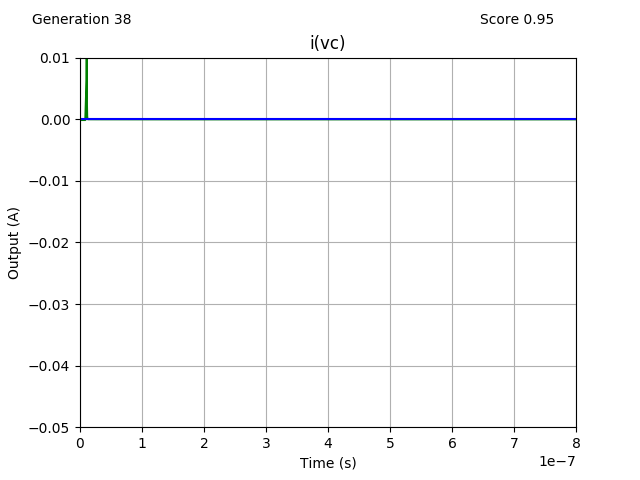 Generation 38
Score 0.95
i(vc)
0.01
0.00
−0.01
−0.02
−0.03
−0.04
−0.05
Output (A)
0 1 2 3 4 5 6 7 8
Time (s)
1e−7